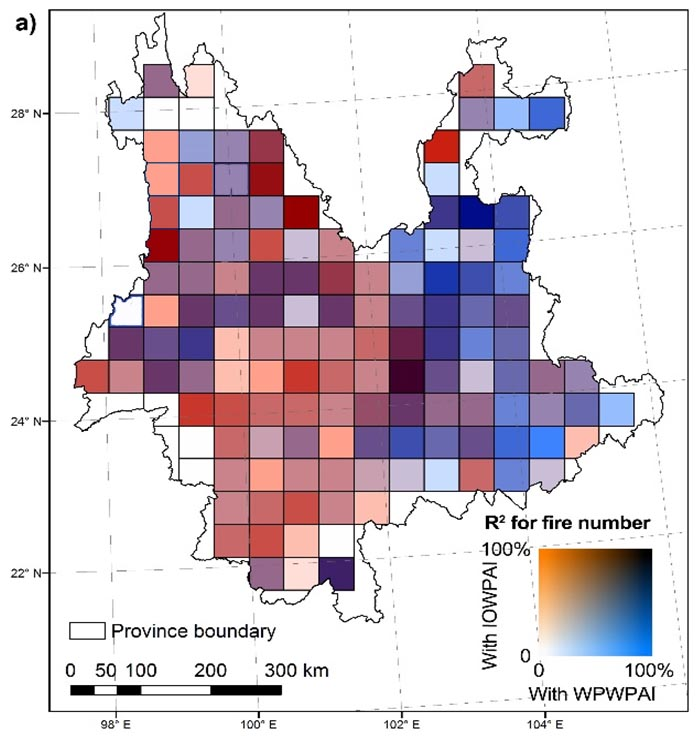 a)
28° N
26° N
24° N
22° N
R² for fire number
100%
With IOWPAI
0
0 100%
With WPWPAI
Province boundary
0 50 100 200 300 km
98° E 100° E 102° E 104° E